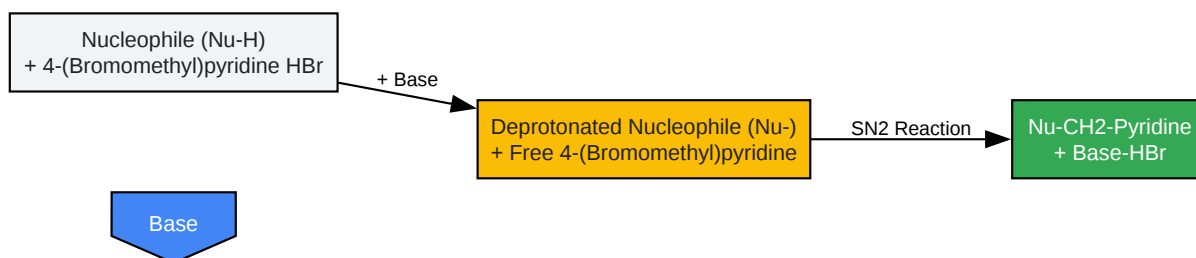 Nucleophile (Nu-H)
+ 4-(Bromomethyl)pyridine HBr
+ Base
Deprotonated Nucleophile (Nu-)
+ Free 4-(Bromomethyl)pyridine
SN2 Reaction
Nu-CH2-Pyridine
+ Base-HBr
Base